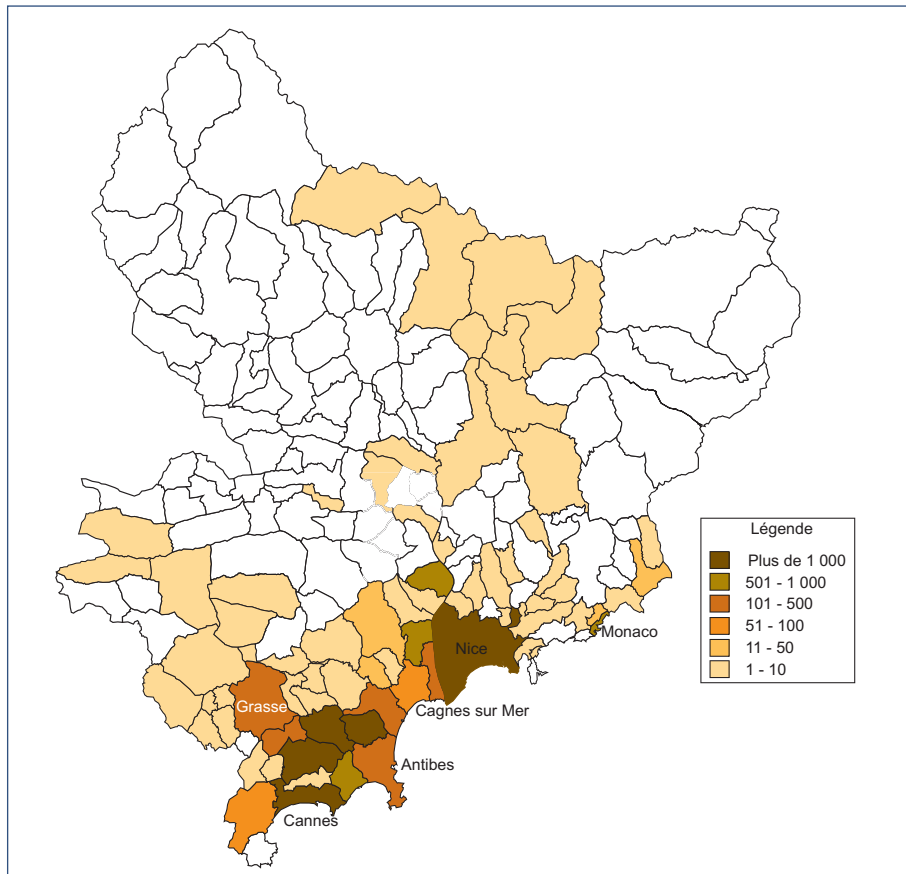 Légende
Plus de 1 000
501 - 1 000
101 - 500
51 - 100
11 - 50
1 - 10
Monaco
Nice
Grasse
Cagnes sur Mer
Antibes
Cannes